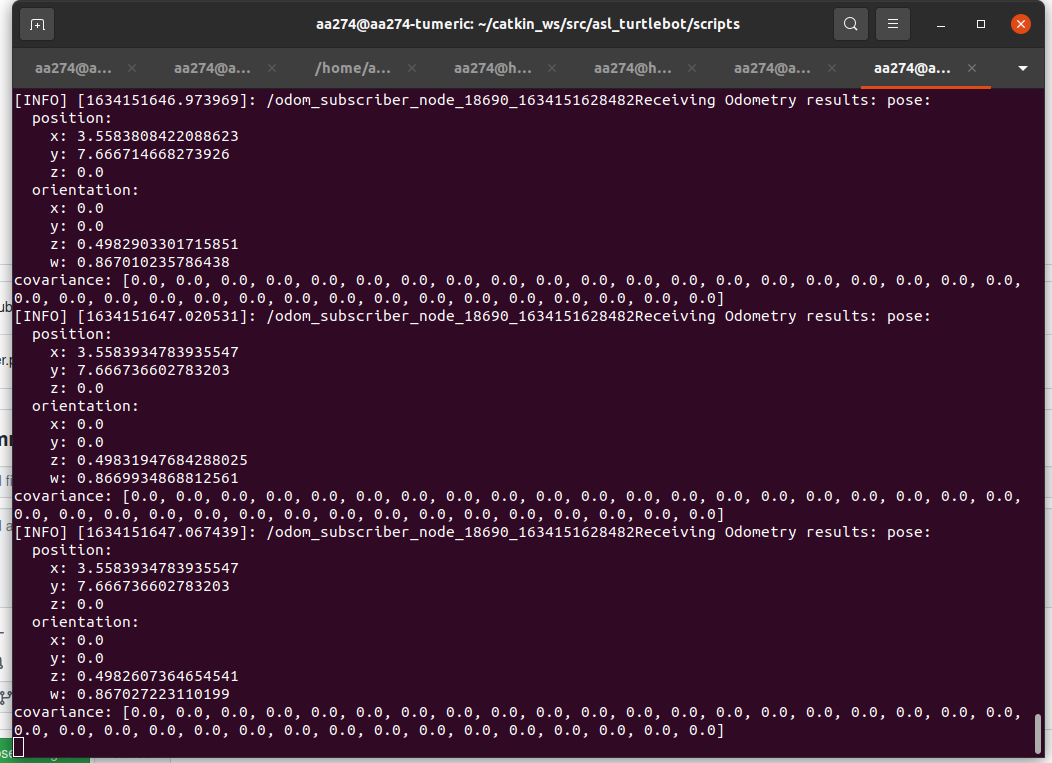 aa274@aa274-tumeric: ~/catkin_ws/src/asl_turtlebot/scripts
aa274@a... aa274@a... /home/a... aa274@h... aa274@h... aa274@a... aa274@a...
[INFO] [1634151646.973969]: /odom_subscriber_node_18690_1634151628482Receiving Odometry results: pose:
position:
x: 3.5583808422088623
y: 7.666714668273926
z: 0.0
orientation:
x: 0.0
y: 0.0
z: 0.4982903301715851
w: 0.867010235786438
covariance: [0.0, 0.0, 0.0, 0.0, 0.0, 0.0, 0.0, 0.0, 0.0, 0.0, 0.0, 0.0, 0.0, 0.0, 0.0, 0.0, 0.0, 0.0, 0.0, 0.0,
0.0, 0.0, 0.0, 0.0, 0.0, 0.0, 0.0, 0.0, 0.0, 0.0, 0.0, 0.0, 0.0, 0.0, 0.0, 0.0]
[INFO] [1634151647.020531]: /odom_subscriber_node_18690_1634151628482Receiving Odometry results: pose:
position:
x: 3.5583934783935547
y: 7.666736602783203
z: 0.0
orientation:
x: 0.0
y: 0.0
z: 0.49831947684288025
w: 0.8669934868812561
covariance: [0.0, 0.0, 0.0, 0.0, 0.0, 0.0, 0.0, 0.0, 0.0, 0.0, 0.0, 0.0, 0.0, 0.0, 0.0, 0.0, 0.0, 0.0, 0.0, 0.0,
0.0, 0.0, 0.0, 0.0, 0.0, 0.0, 0.0, 0.0, 0.0, 0.0, 0.0, 0.0, 0.0, 0.0, 0.0, 0.0]
[INFO] [1634151647.067439]: /odom_subscriber_node_18690_1634151628482Receiving Odometry results: pose:
position:
x: 3.5583934783935547
y: 7.666736602783203
z: 0.0
orientation:
x: 0.0
y: 0.0
z: 0.4982607364654541
w: 0.867027223110199
covariance: [0.0, 0.0, 0.0, 0.0, 0.0, 0.0, 0.0, 0.0, 0.0, 0.0, 0.0, 0.0, 0.0, 0.0, 0.0, 0.0, 0.0, 0.0, 0.0, 0.0,
0.0, 0.0, 0.0, 0.0, 0.0, 0.0, 0.0, 0.0, 0.0, 0.0, 0.0, 0.0, 0.0, 0.0, 0.0, 0.0]